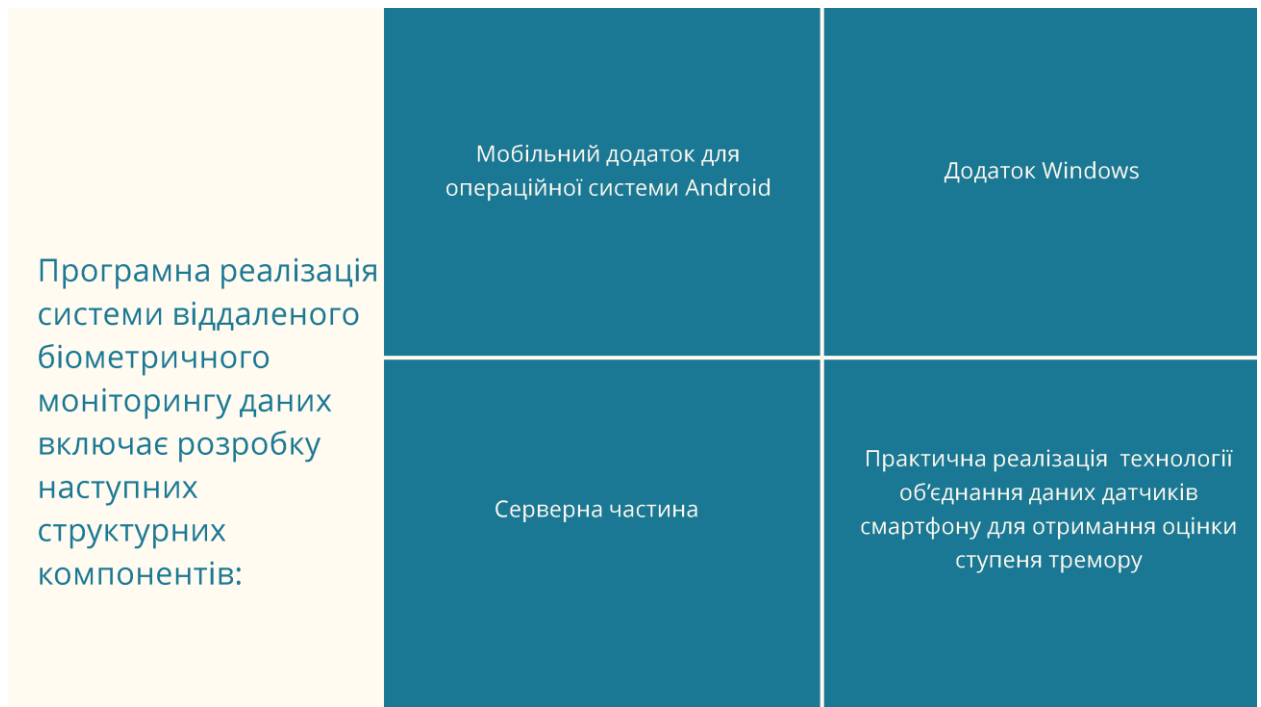 Програмна реалізація
системи віддаленого
біометричного
моніторингу даних
включає розробку
наступних
структурних
компонентів:
Мобільний додаток для
операційної системи Android
Додаток Windows
Серверна частина
Практична реалізація технології
об’єднання даних датчиків
смартфону для отримання оцінки
ступеня тремору